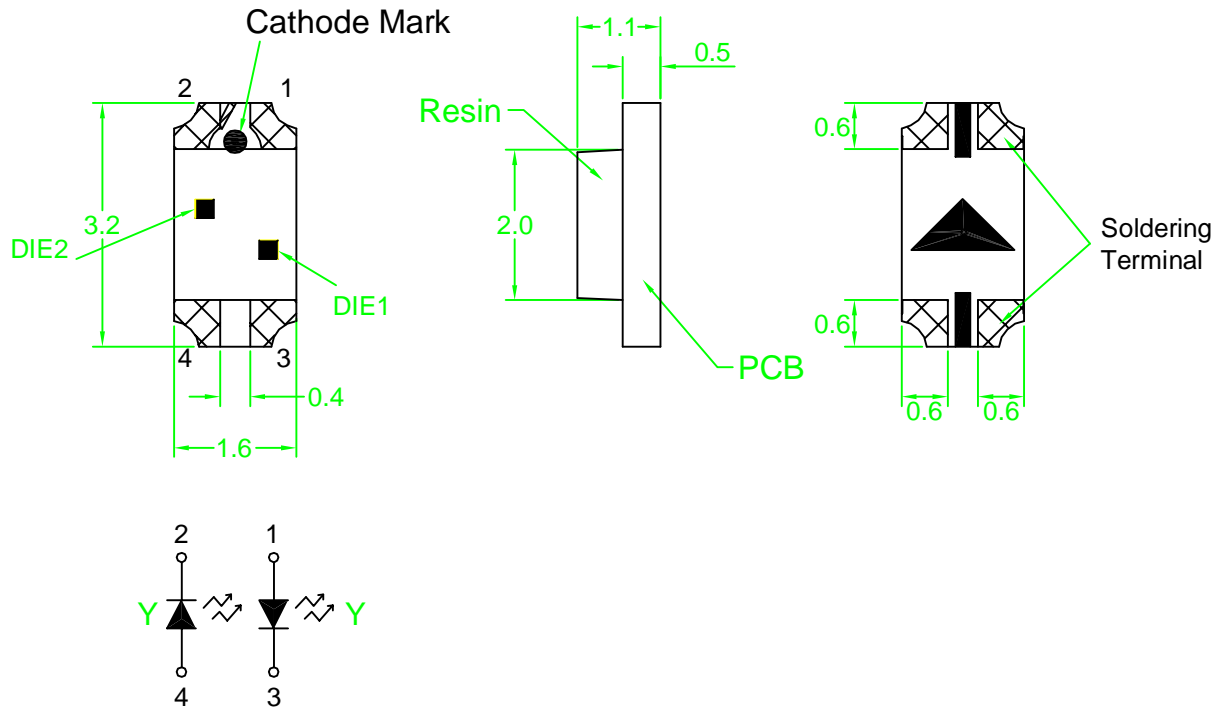 Cathode Mark
2 1
3.2
DIE2
DIE1
4 3
0.4
1.6
1.1
0.5
Resin
2.0
PCB
0.6
Soldering
Terminal
0.6
0.6 0.6
2 1
Y Y
4 3